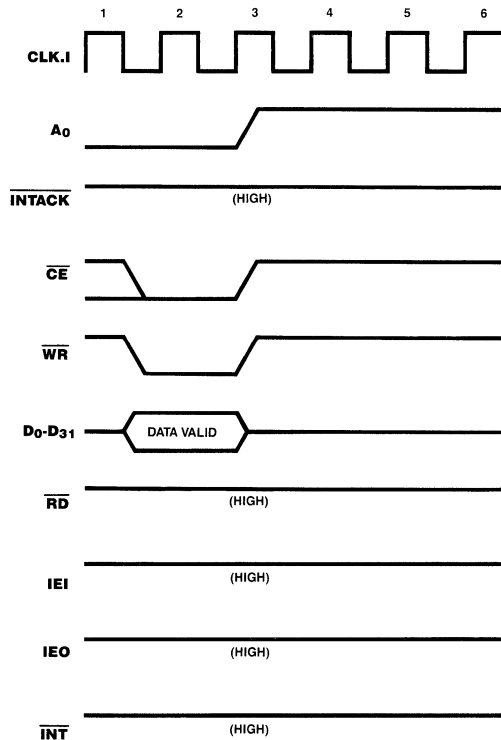 1 2 3 4 5 6
CLK.I
A0
INTACK
(HIGH)
CE
WR
D0-D31
DATA VALID
RD
(HIGH)
IEI
(HIGH)
IEO
(HIGH)
INT
(HIGH)